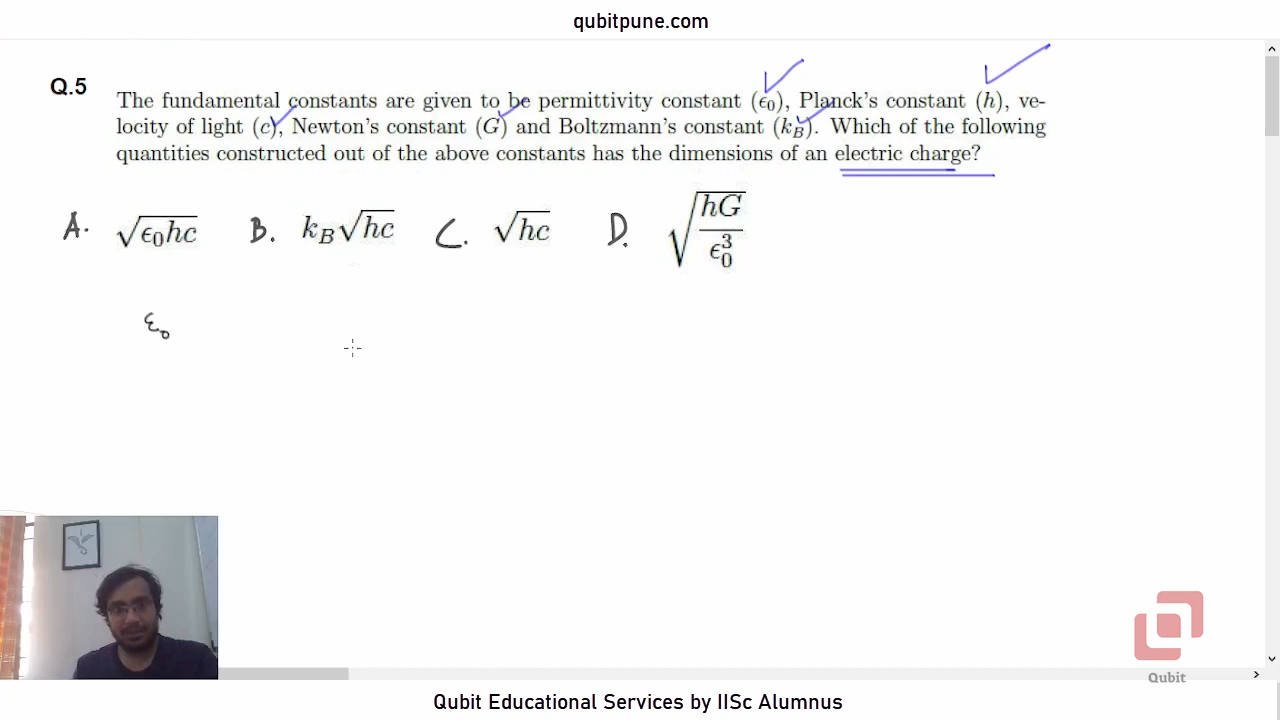 qubitpune.com
Q.5
The fundamental constants are given to be permittivity constant (ϵ₀), Planck's constant (h), ve-
locity of light (c), Newton's constant (G) and Boltzmann's constant (k_B). Which of the following
quantities constructed out of the above constants has the dimensions of an electric charge?
A. √(ϵ₀hc) B. k_B√(hc) C. √(hc) D. √(hG/ϵ₀³)
ε₀
Qubit
Qubit Educational Services by IISc Alumnus